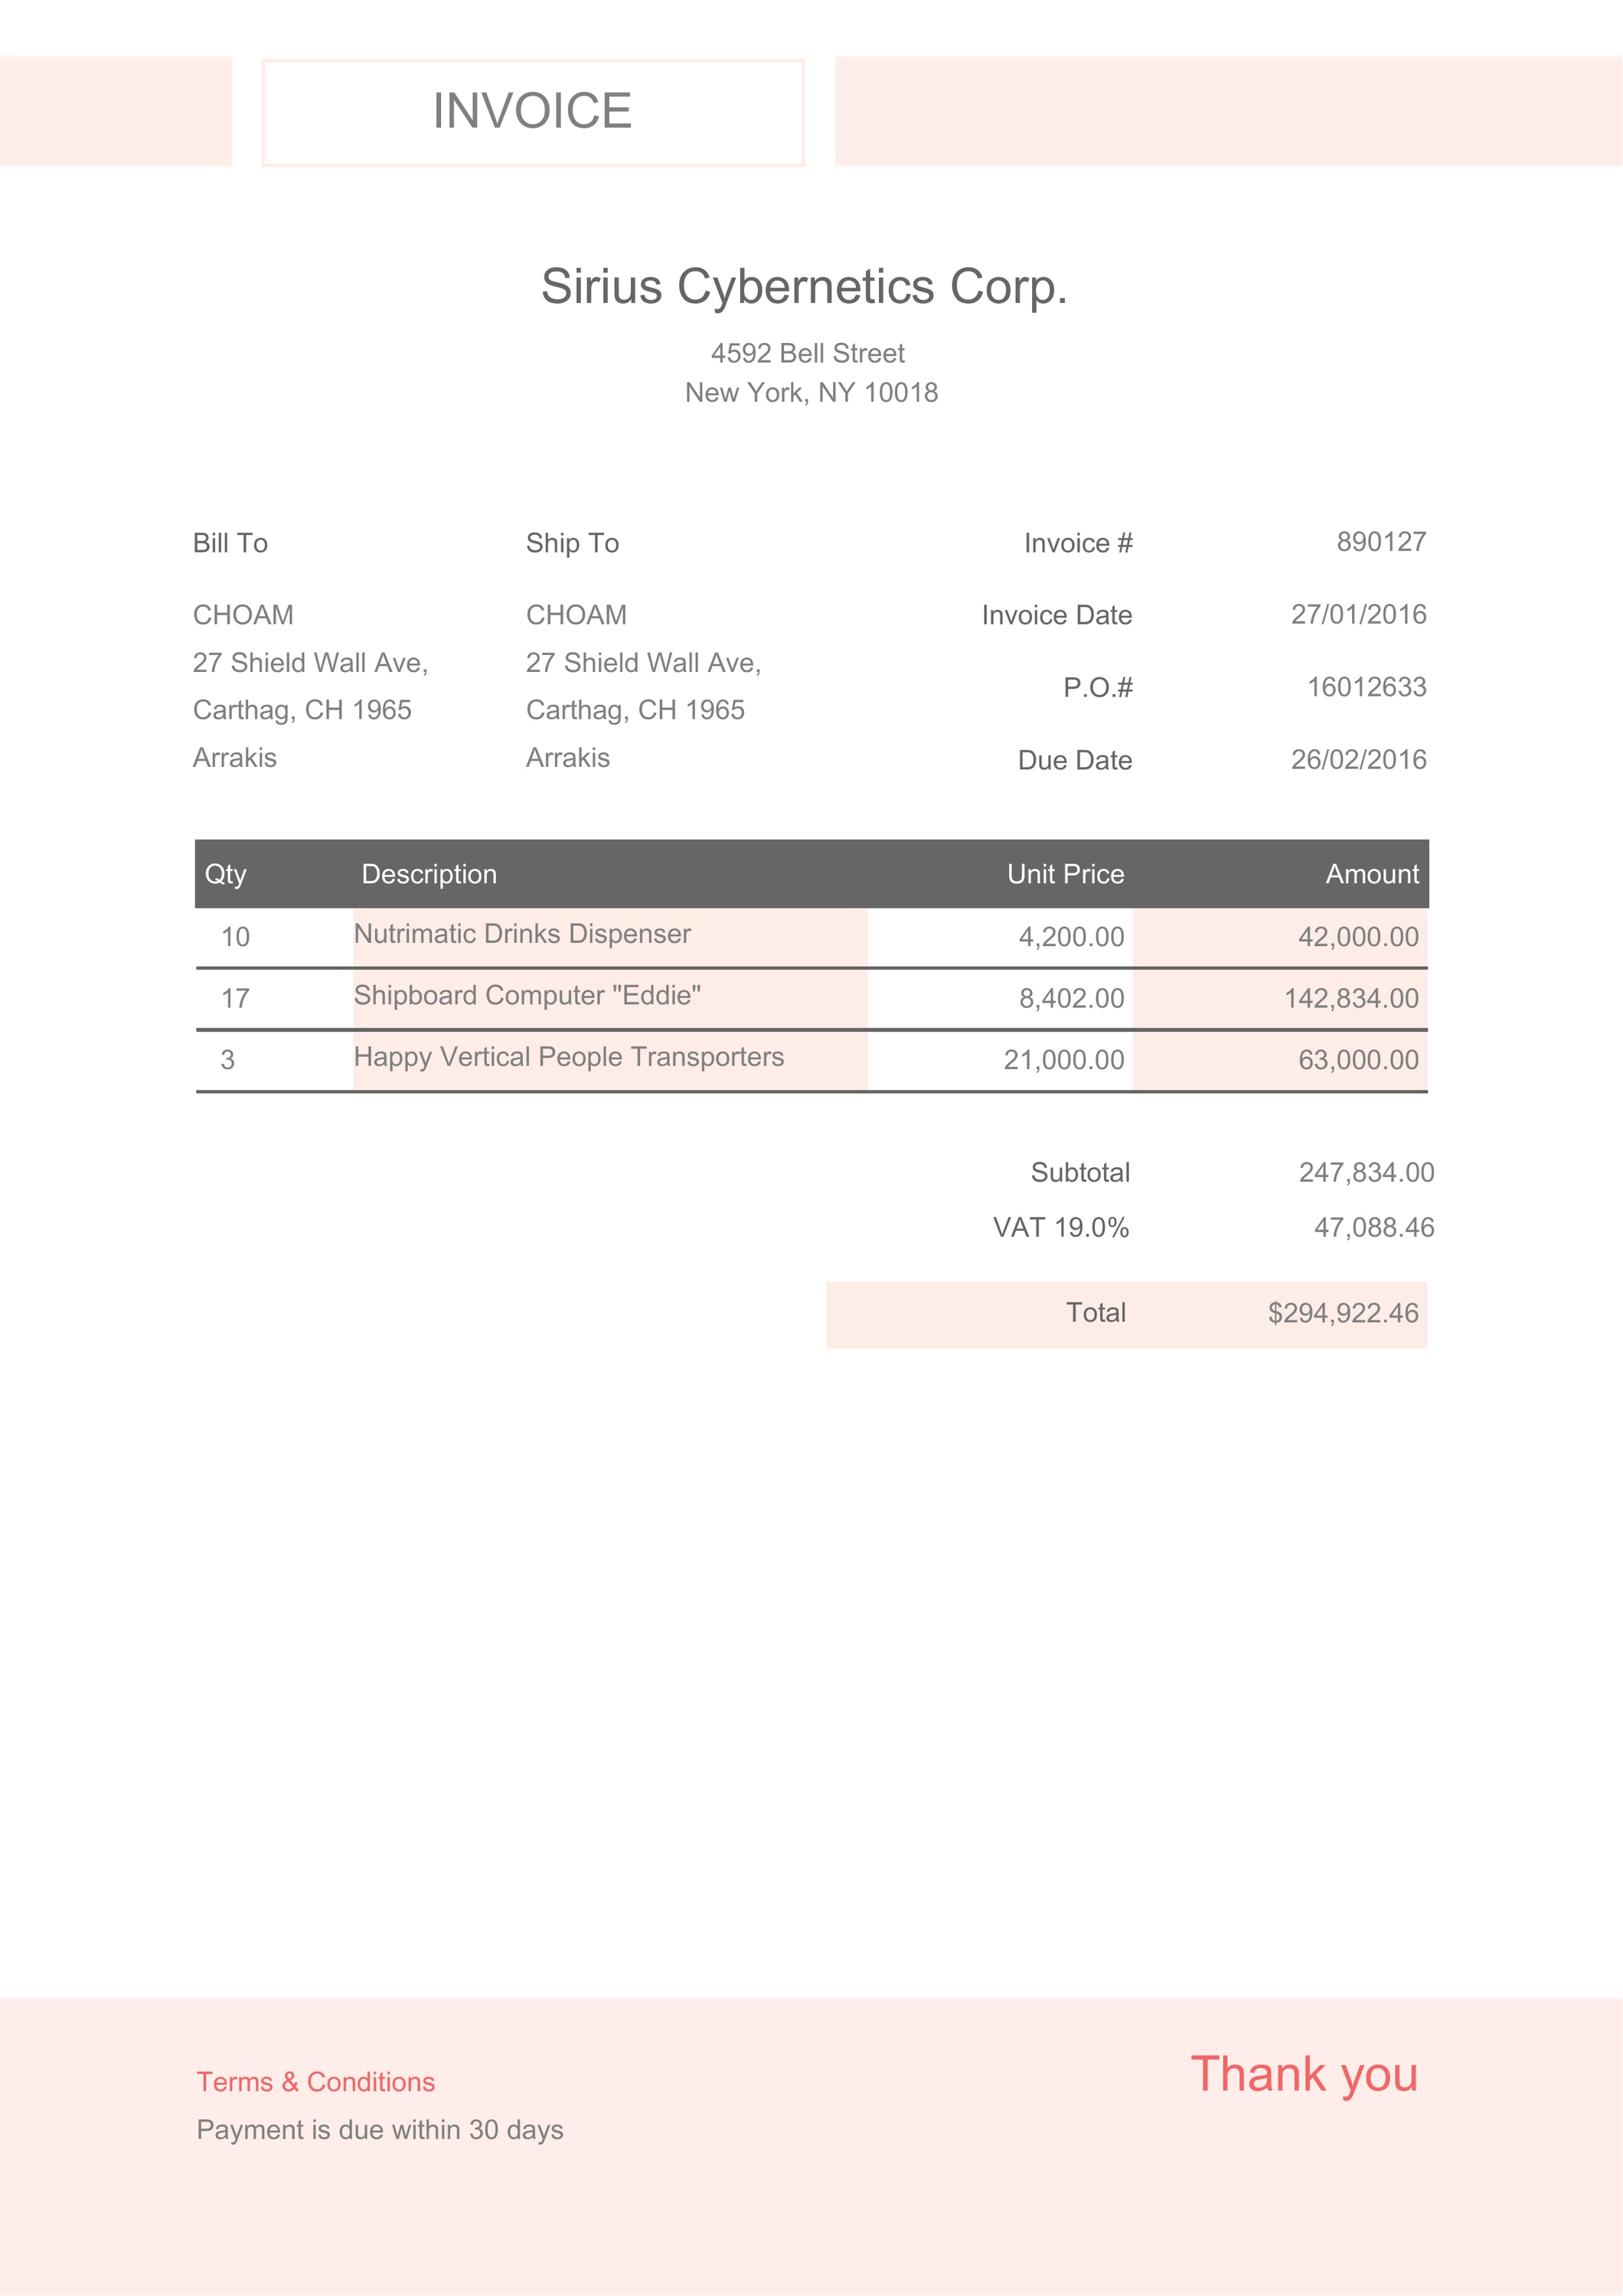 INVOICE
Sirius Cybernetics Corp.
4592 Bell Street
New York, NY 10018
Bill To
CHOAM
27 Shield Wall Ave,
Carthag, CH 1965
Arrakis
Ship To
CHOAM
27 Shield Wall Ave,
Carthag, CH 1965
Arrakis
Invoice # 890127
Invoice Date 27/01/2016
P.O.# 16012633
Due Date 26/02/2016
Qty Description Unit Price Amount
10 Nutrimatic Drinks Dispenser 4,200.00 42,000.00
17 Shipboard Computer "Eddie" 8,402.00 142,834.00
3 Happy Vertical People Transporters 21,000.00 63,000.00
Subtotal 247,834.00
VAT 19.0% 47,088.46
Total $294,922.46
Terms & Conditions
Payment is due within 30 days
Thank you